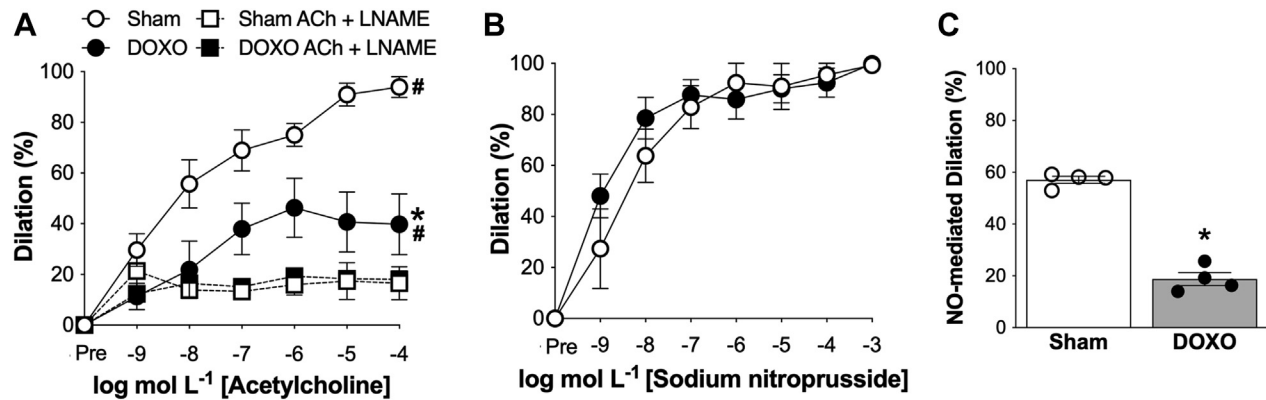 A
Sham
Sham ACh + LNAME
DOXO
DOXO ACh + LNAME
Dilation (%)
100
80
60
40
20
0
#
*
#
Pre -9 -8 -7 -6 -5 -4
log mol L-1 [Acetylcholine]
B
Dilation (%)
100
80
60
40
20
0
Pre -9 -8 -7 -6 -5 -4 -3
log mol L-1 [Sodium nitroprusside]
C
NO-mediated Dilation (%)
100
80
60
40
20
0
*
Sham DOXO